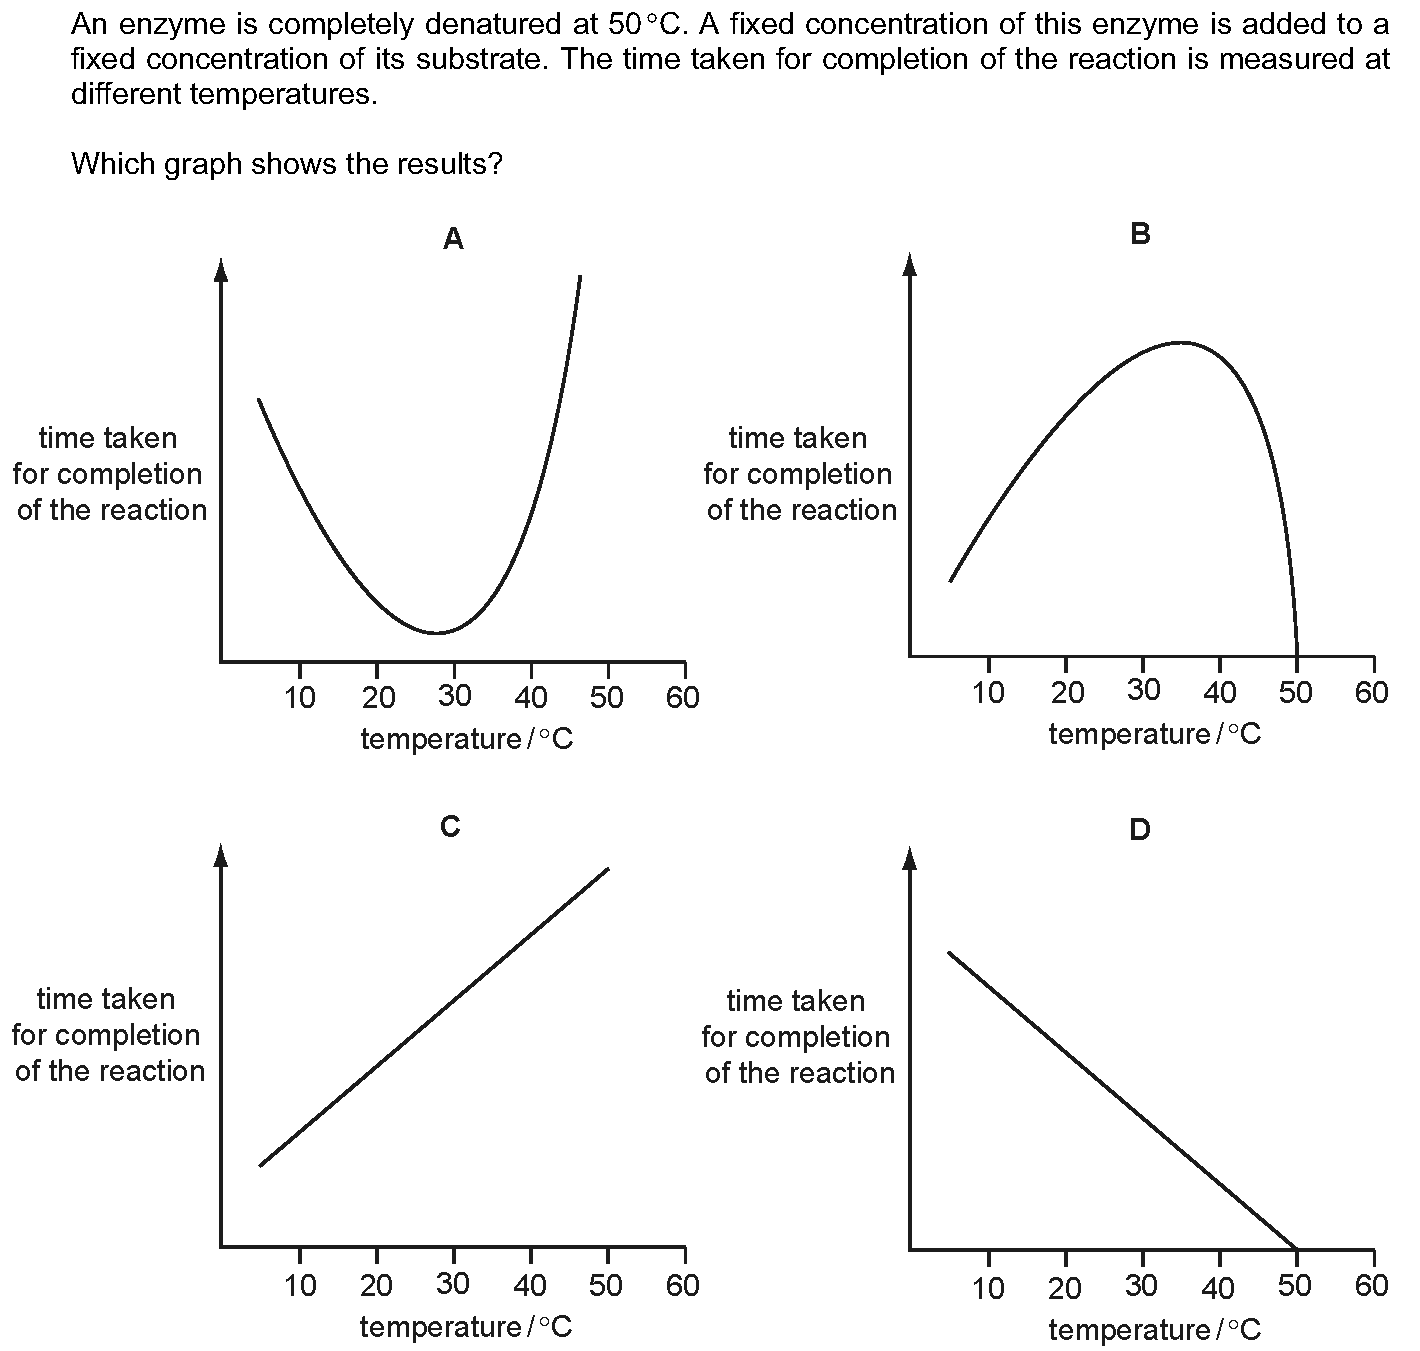 An enzyme is completely denatured at 50 °C. A fixed concentration of this enzyme is added to a
fixed concentration of its substrate. The time taken for completion of the reaction is measured at
different temperatures.
Which graph shows the results?
A
time taken
for completion
of the reaction
10 20 30 40 50 60
temperature / °C
B
time taken
for completion
of the reaction
10 20 30 40 50 60
temperature / °C
C
time taken
for completion
of the reaction
10 20 30 40 50 60
temperature / °C
D
time taken
for completion
of the reaction
10 20 30 40 50 60
temperature / °C